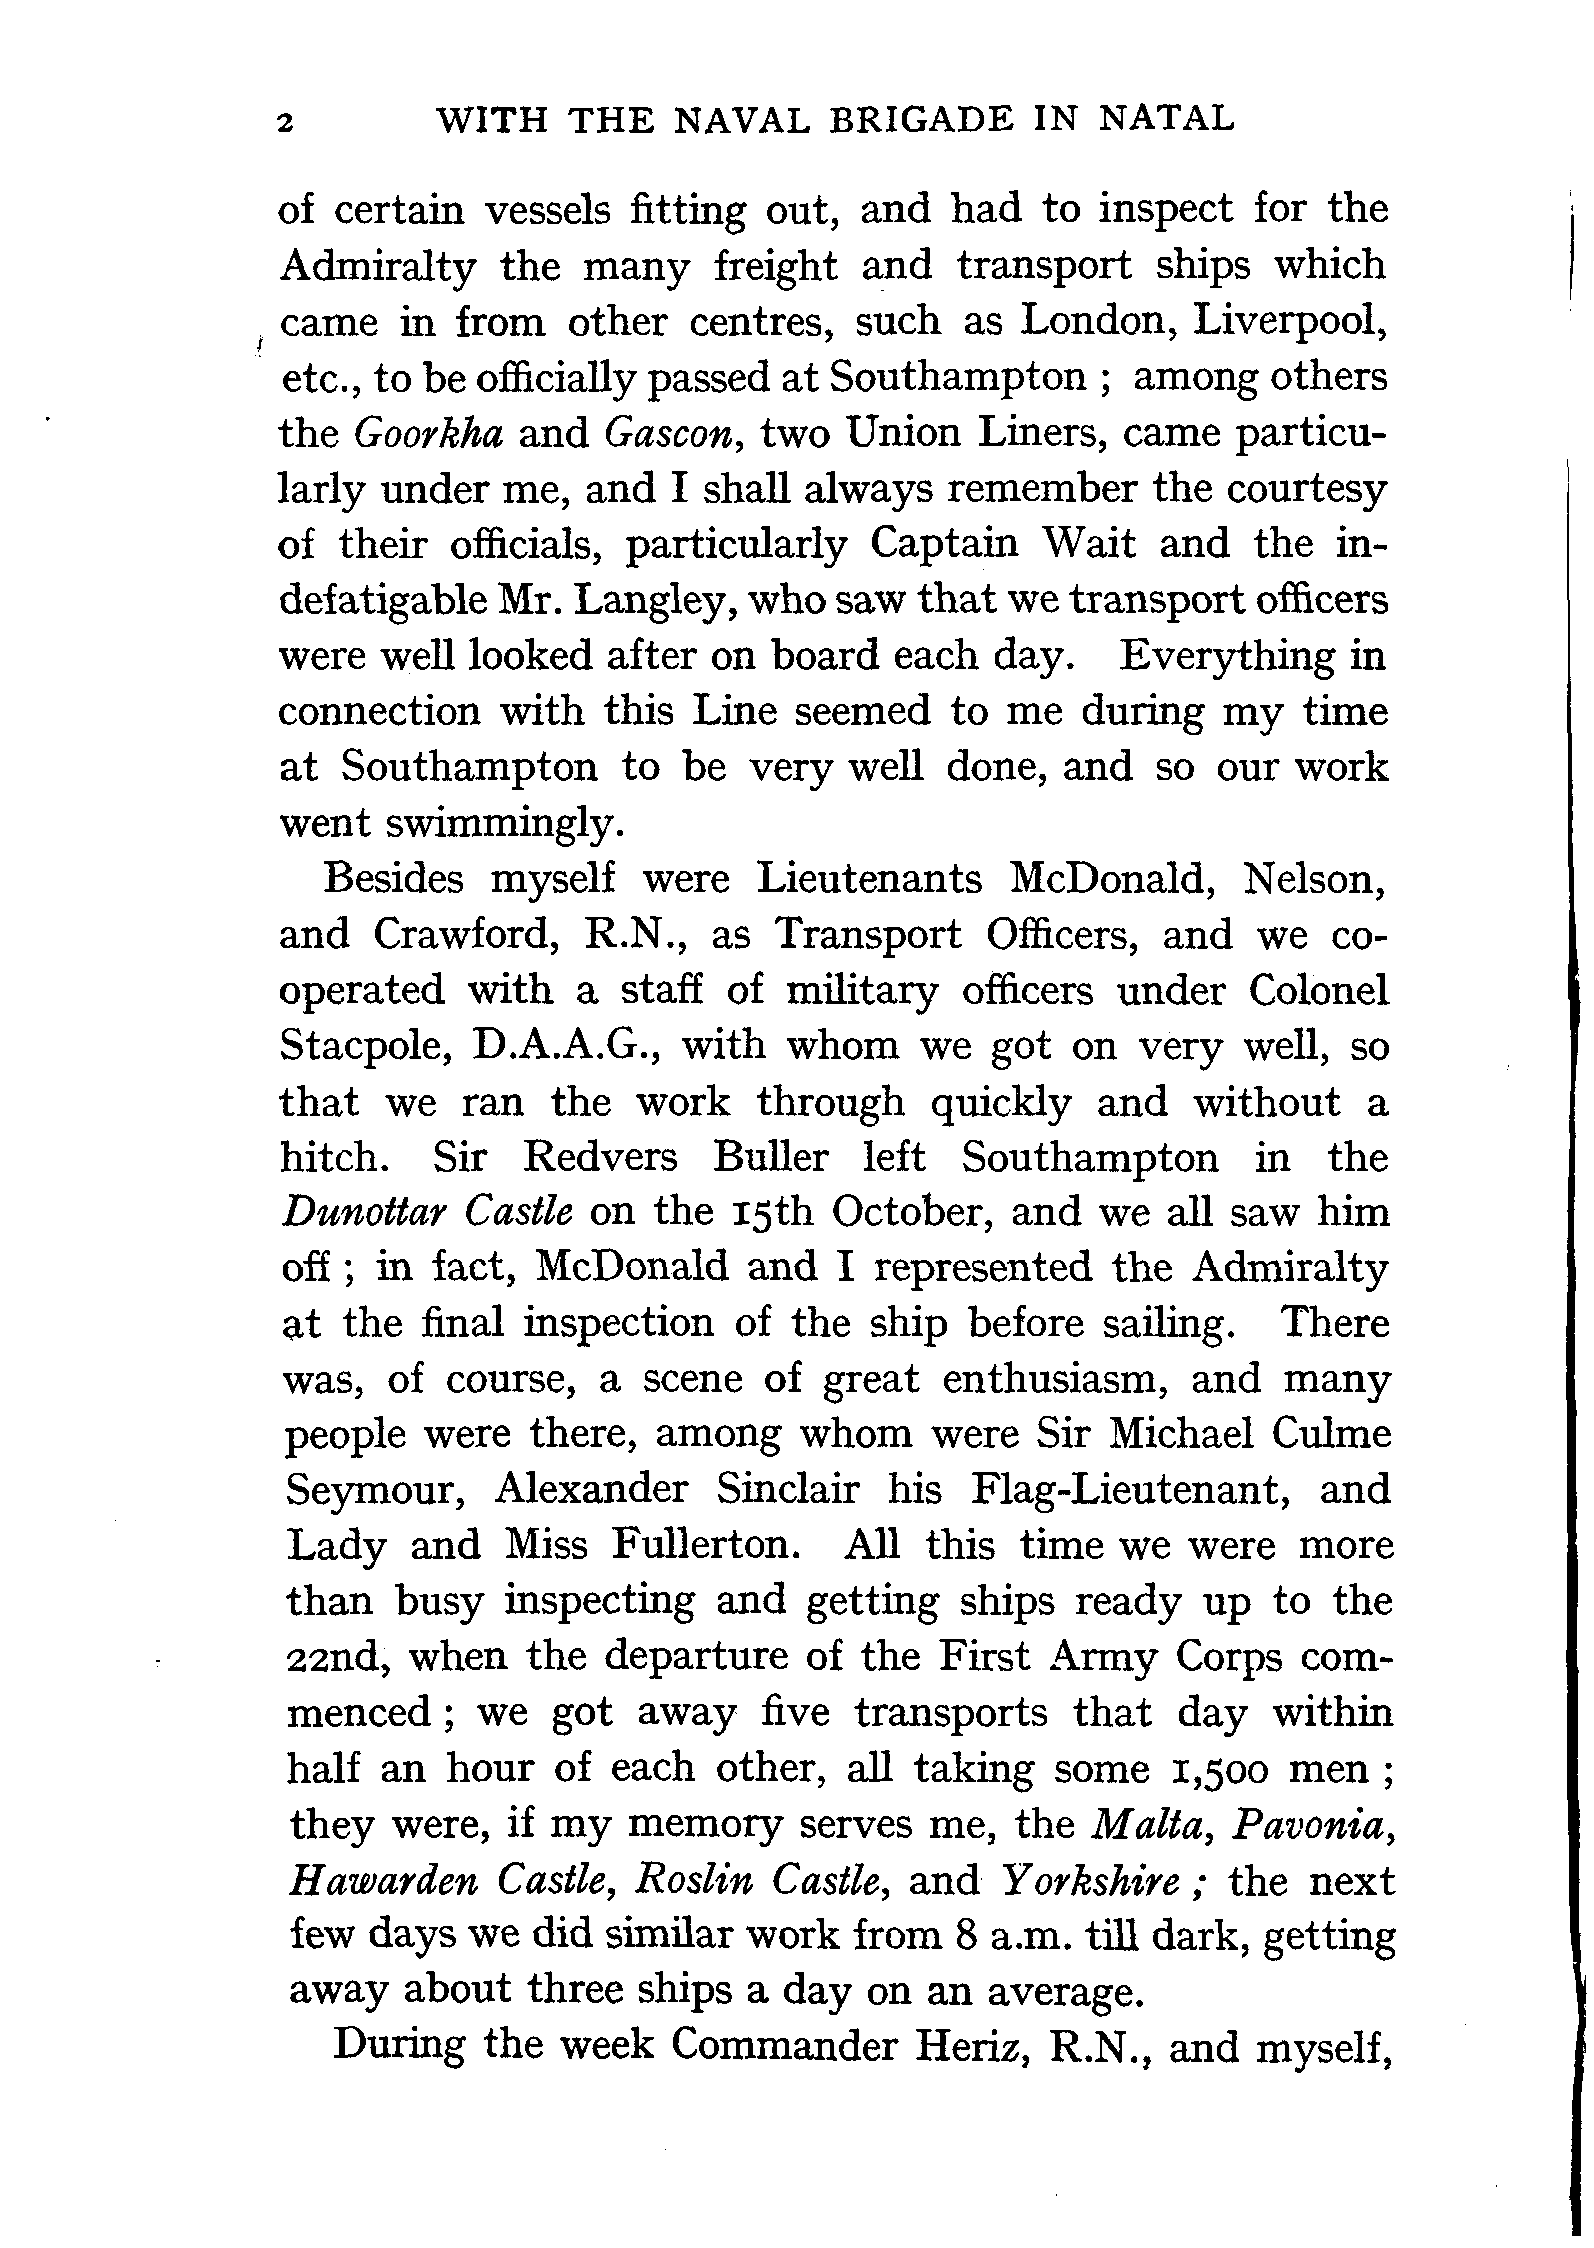 2 WITH THE NAVAL BRIGADE IN NATAL
of certain vessels fitting out, and had to inspect for the
Admiralty the many freight and transport ships which
came in from other centres, such as London, Liverpool,
etc., to be officially passed at Southampton ; among others
the Goorkha and Gascon, two Union Liners, came particu-
larly under me, and I shall always remember the courtesy
of their officials, particularly Captain Wait and the in-
defatigable Mr. Langley, who saw that we transport officers
were well looked after on board each day. Everything in
connection with this Line seemed to me during my time
at Southampton to be very well done, and so our work
went swimmingly.
Besides myself were Lieutenants McDonald, Nelson,
and Crawford, R.N., as Transport Officers, and we co-
operated with a staff of military officers under Colonel
Stacpole, D.A.A.G., with whom we got on very well, so
that we ran the work through quickly and without a
hitch. Sir Redvers Buller left Southampton in the
Dunottar Castle on the 15th October, and we all saw him
off ; in fact, McDonald and I represented the Admiralty
at the final inspection of the ship before sailing. There
was, of course, a scene of great enthusiasm, and many
people were there, among whom were Sir Michael Culme
Seymour, Alexander Sinclair his Flag-Lieutenant, and
Lady and Miss Fullerton. All this time we were more
than busy inspecting and getting ships ready up to the
22nd, when the departure of the First Army Corps com-
menced ; we got away five transports that day within
half an hour of each other, all taking some 1,500 men ;
they were, if my memory serves me, the Malta, Pavonia,
Hawarden Castle, Roslin Castle, and Yorkshire ; the next
few days we did similar work from 8 a.m. till dark, getting
away about three ships a day on an average.
During the week Commander Heriz, R.N., and myself,